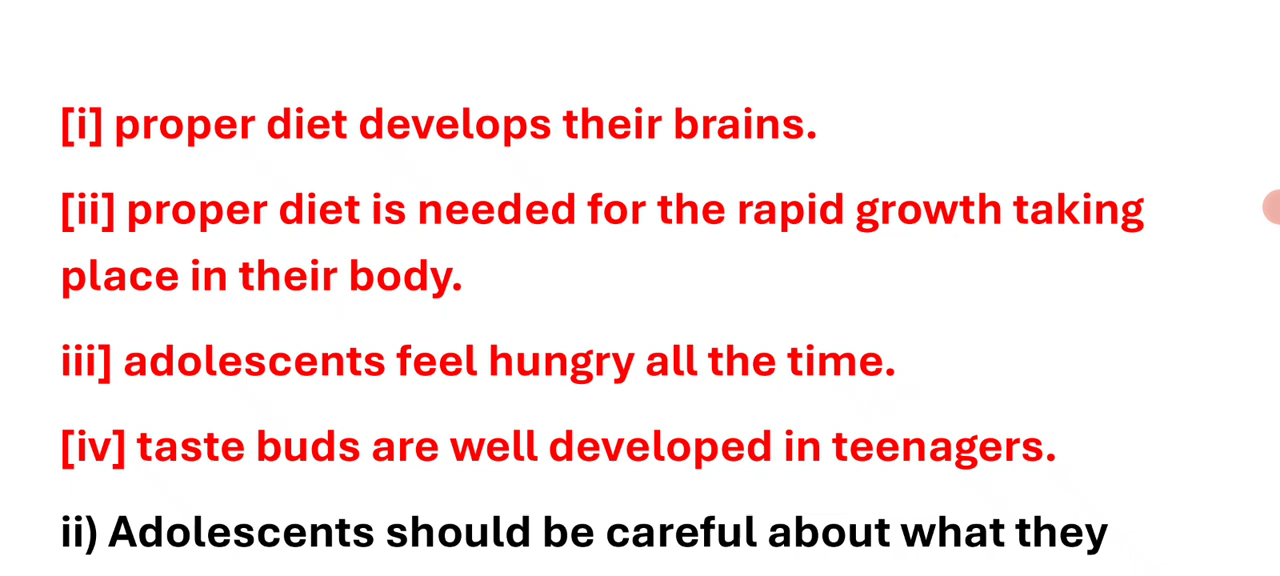 [i] proper diet develops their brains.
[ii] proper diet is needed for the rapid growth taking
place in their body.
iii] adolescents feel hungry all the time.
[iv] taste buds are well developed in teenagers.
ii) Adolescents should be careful about what they